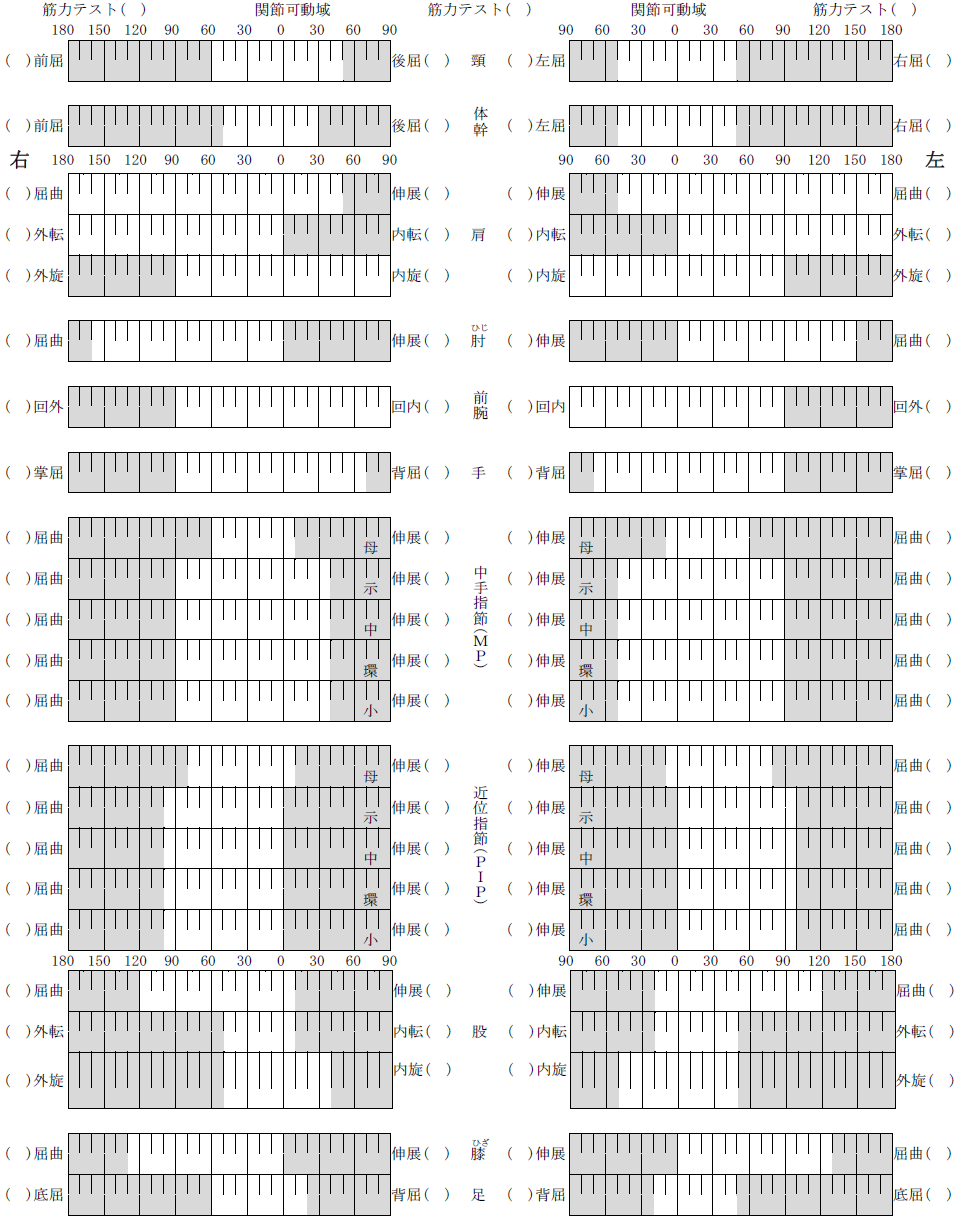 筋力テスト( ) 関節可動域 筋力テスト( ) 関節可動域 筋力テスト( )
180 150 120 90 60 30 0 30 60 90 90 60 30 0 30 60 90 120 150 180
( )前屈 後屈( ) 頸 ( )左屈 右屈( )
( )前屈 後屈( ) 体幹 ( )左屈 右屈( )
右 左
180 150 120 90 60 30 0 30 60 90 90 60 30 0 30 60 90 120 150 180
( )屈曲 伸展( ) ( )伸展 屈曲( )
( )外転 内転( ) 肩 ( )内転 外転( )
( )外旋 内旋( ) ( )内旋 外旋( )
ひじ
( )屈曲 伸展( ) 肘 ( )伸展 屈曲( )
( )回外 回内( ) 前腕 ( )回内 回外( )
( )掌屈 背屈( ) 手 ( )背屈 掌屈( )
中手指節(MP)
( )屈曲 母 伸展( ) ( )伸展 母 屈曲( )
( )屈曲 示 伸展( ) ( )伸展 示 屈曲( )
( )屈曲 中 伸展( ) ( )伸展 中 屈曲( )
( )屈曲 環 伸展( ) ( )伸展 環 屈曲( )
( )屈曲 小 伸展( ) ( )伸展 小 屈曲( )
近位指節(PIP)
( )屈曲 母 伸展( ) ( )伸展 母 屈曲( )
( )屈曲 示 伸展( ) ( )伸展 示 屈曲( )
( )屈曲 中 伸展( ) ( )伸展 中 屈曲( )
( )屈曲 環 伸展( ) ( )伸展 環 屈曲( )
( )屈曲 小 伸展( ) ( )伸展 小 屈曲( )
180 150 120 90 60 30 0 30 60 90 90 60 30 0 30 60 90 120 150 180
( )屈曲 伸展( ) ( )伸展 屈曲( )
( )外転 内転( ) 股 ( )内転 外転( )
( )外旋 内旋( ) ( )内旋 外旋( )
ひざ
( )屈曲 伸展( ) 膝 ( )伸展 屈曲( )
( )底屈 背屈( ) 足 ( )背屈 底屈( )